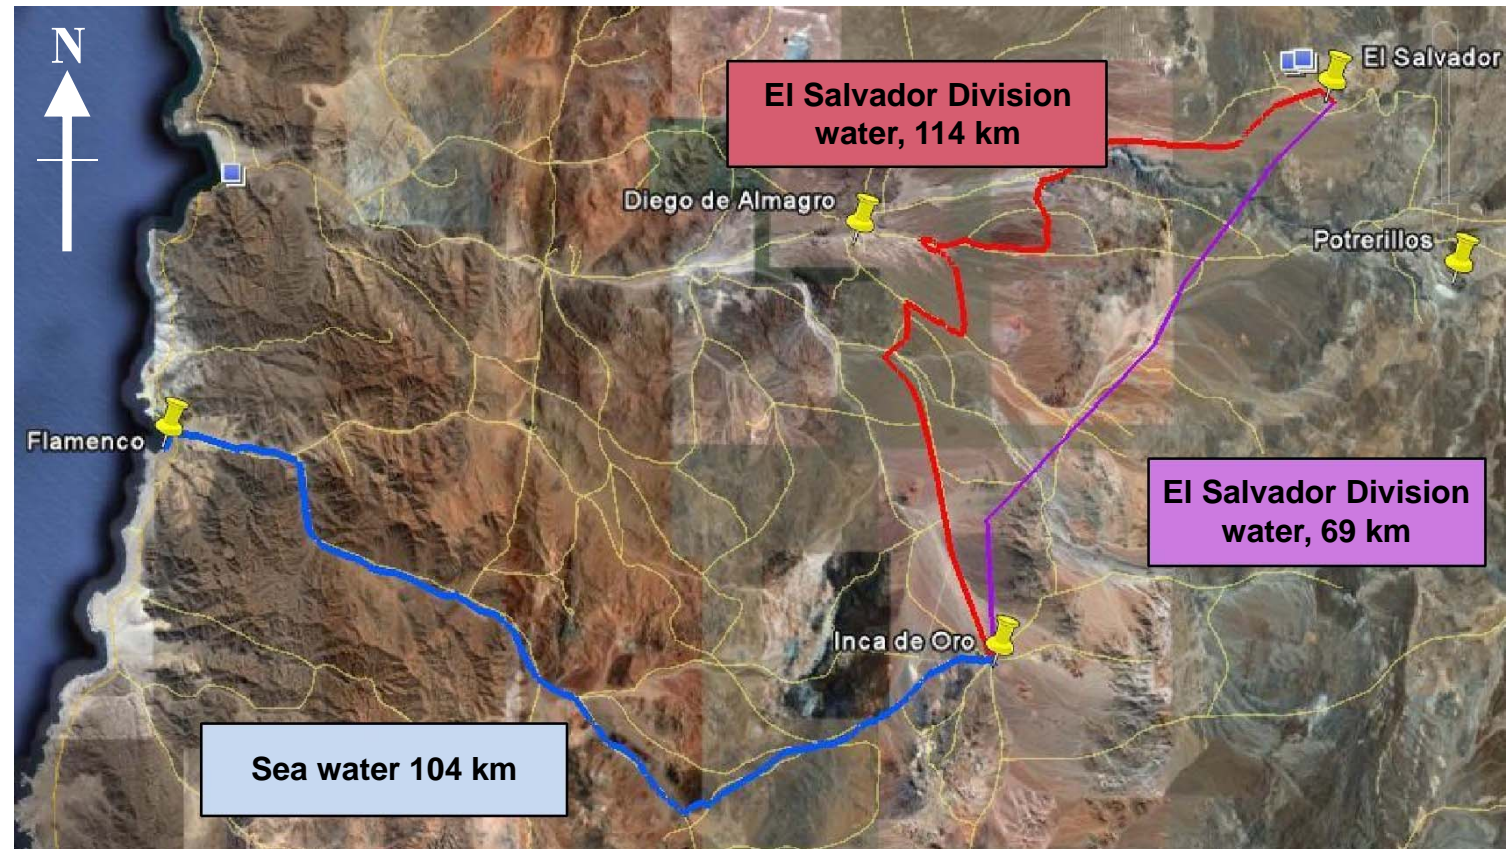 N
El Salvador
El Salvador Division
water, 114 km
Diego de Almagro
Potrerillos
Flamenco
El Salvador Division
water, 69 km
Inca de Oro
Sea water 104 km